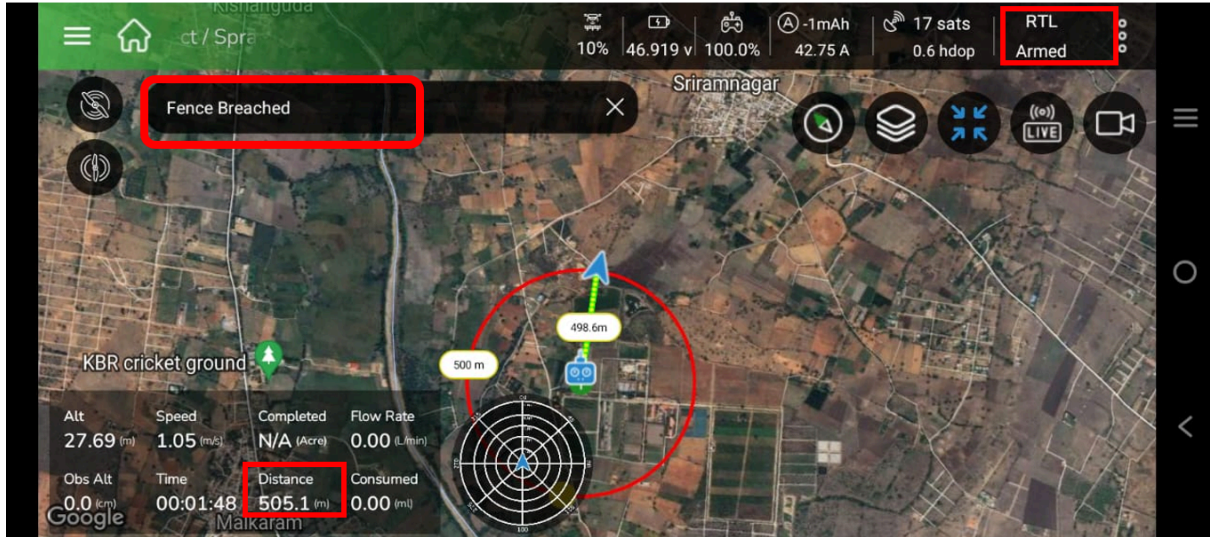 Kishanguda
ct / Spra
10%
46.919 v
100.0%
A -1mAh
42.75 A
17 sats
0.6 hdop
RTL
Armed
Fence Breached
Sriramnagar
((o))
LIVE
498.6m
500 m
KBR cricket ground
Alt
Speed
Completed
Flow Rate
27.69 (m)
1.05 (m/s)
N/A (Acre)
0.00 (L/min)
Obs Alt
Time
Distance
Consumed
0.0 (cm)
00:01:48
505.1 (m)
0.00 (ml)
Google
Malkaram